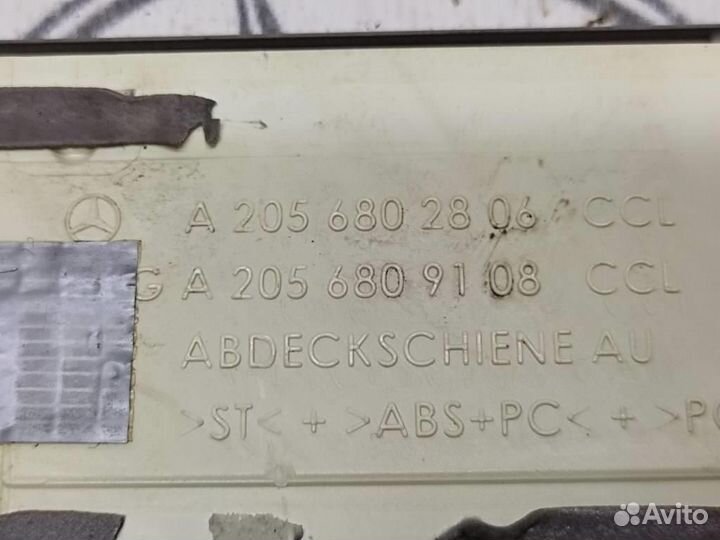 A 205 680 28 06 CCL
G A 205 680 91 08 CCL
ABDECKSCHIENE AU
>ST< + >ABS+PC< + >P
Avito